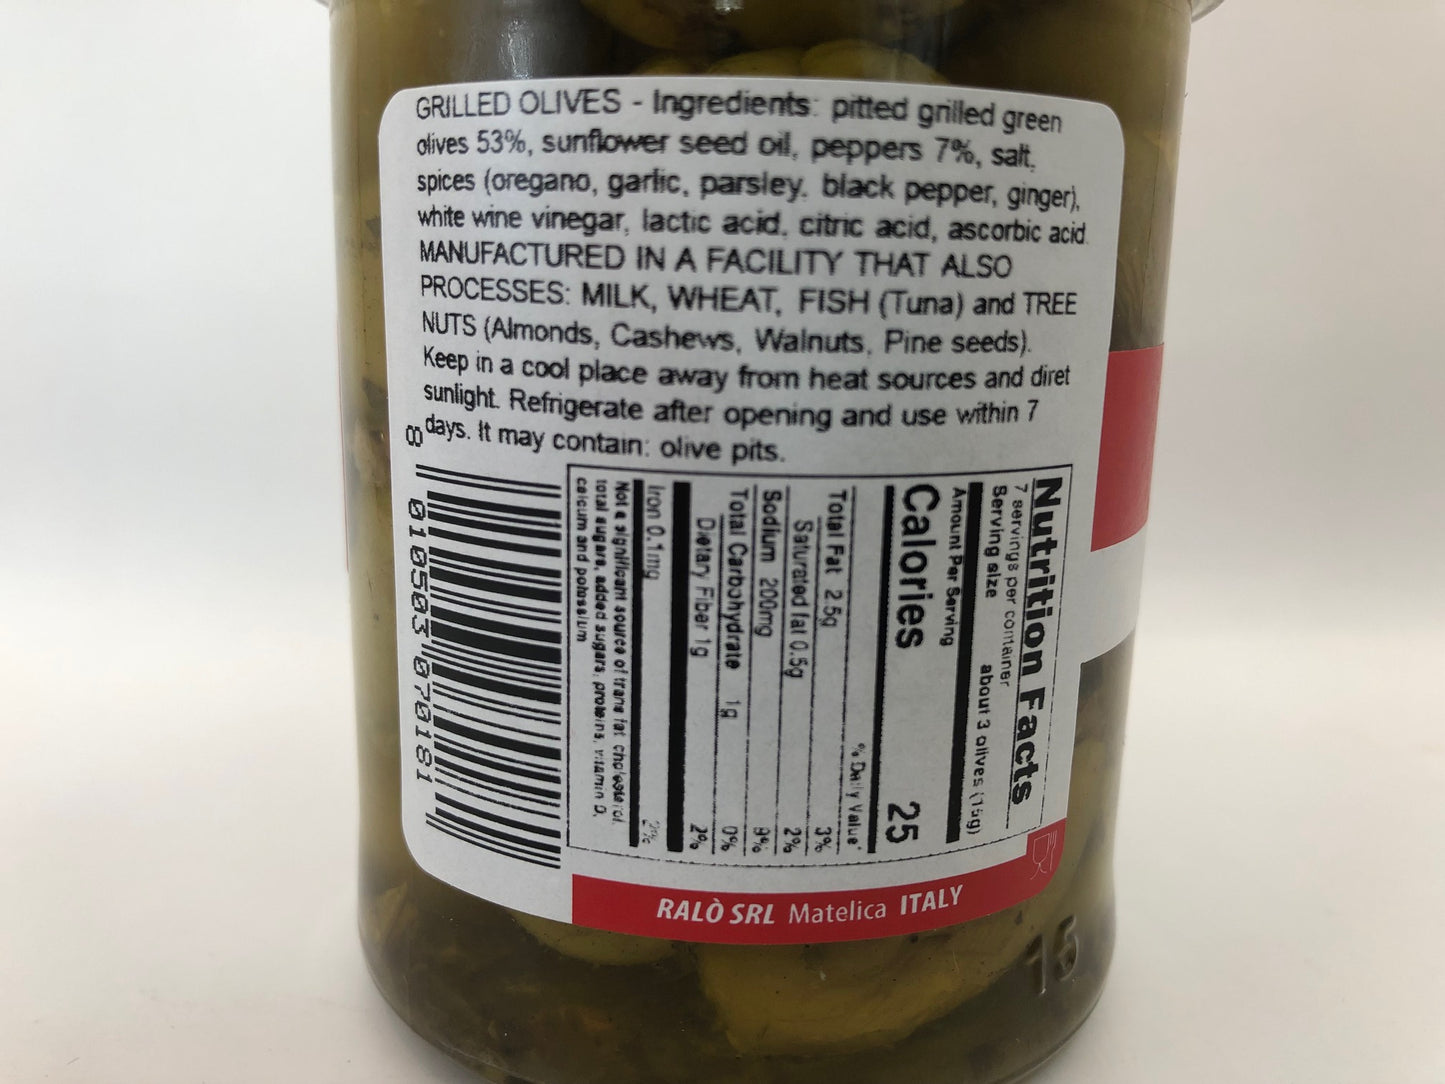 GRILLED OLIVES - Ingredients: pitted grilled green
olives 53%, sunflower seed oil, peppers 7%, salt,
spices (oregano, garlic, parsley, black pepper, ginger),
white wine vinegar, lactic acid, citric acid, ascorbic acid.
MANUFACTURED IN A FACILITY THAT ALSO
PROCESSES: MILK, WHEAT, FISH (Tuna) and TREE
NUTS (Almonds, Cashews, Walnuts, Pine seeds).
Keep in a cool place away from heat sources and diret
sunlight. Refrigerate after opening and use within 7
days. It may contain: olive pits.
8 010503 070181
Nutrition Facts
7 servings per container
Serving size about 3 olives (15g)
Amount Per Serving
Calories 25
% Daily Value*
Total Fat 2.5g 3%
Saturated fat 0.5g 2%
Sodium 200mg 9%
Total Carbohydrate 1g 0%
Dietary Fiber 1g 2%
Iron 0.1mg 2%
Not a significant source of trans fat, cholesterol,
total sugars, added sugars, proteins, vitamin D,
calcium and potassium
RALÒ SRL Matelica ITALY
15